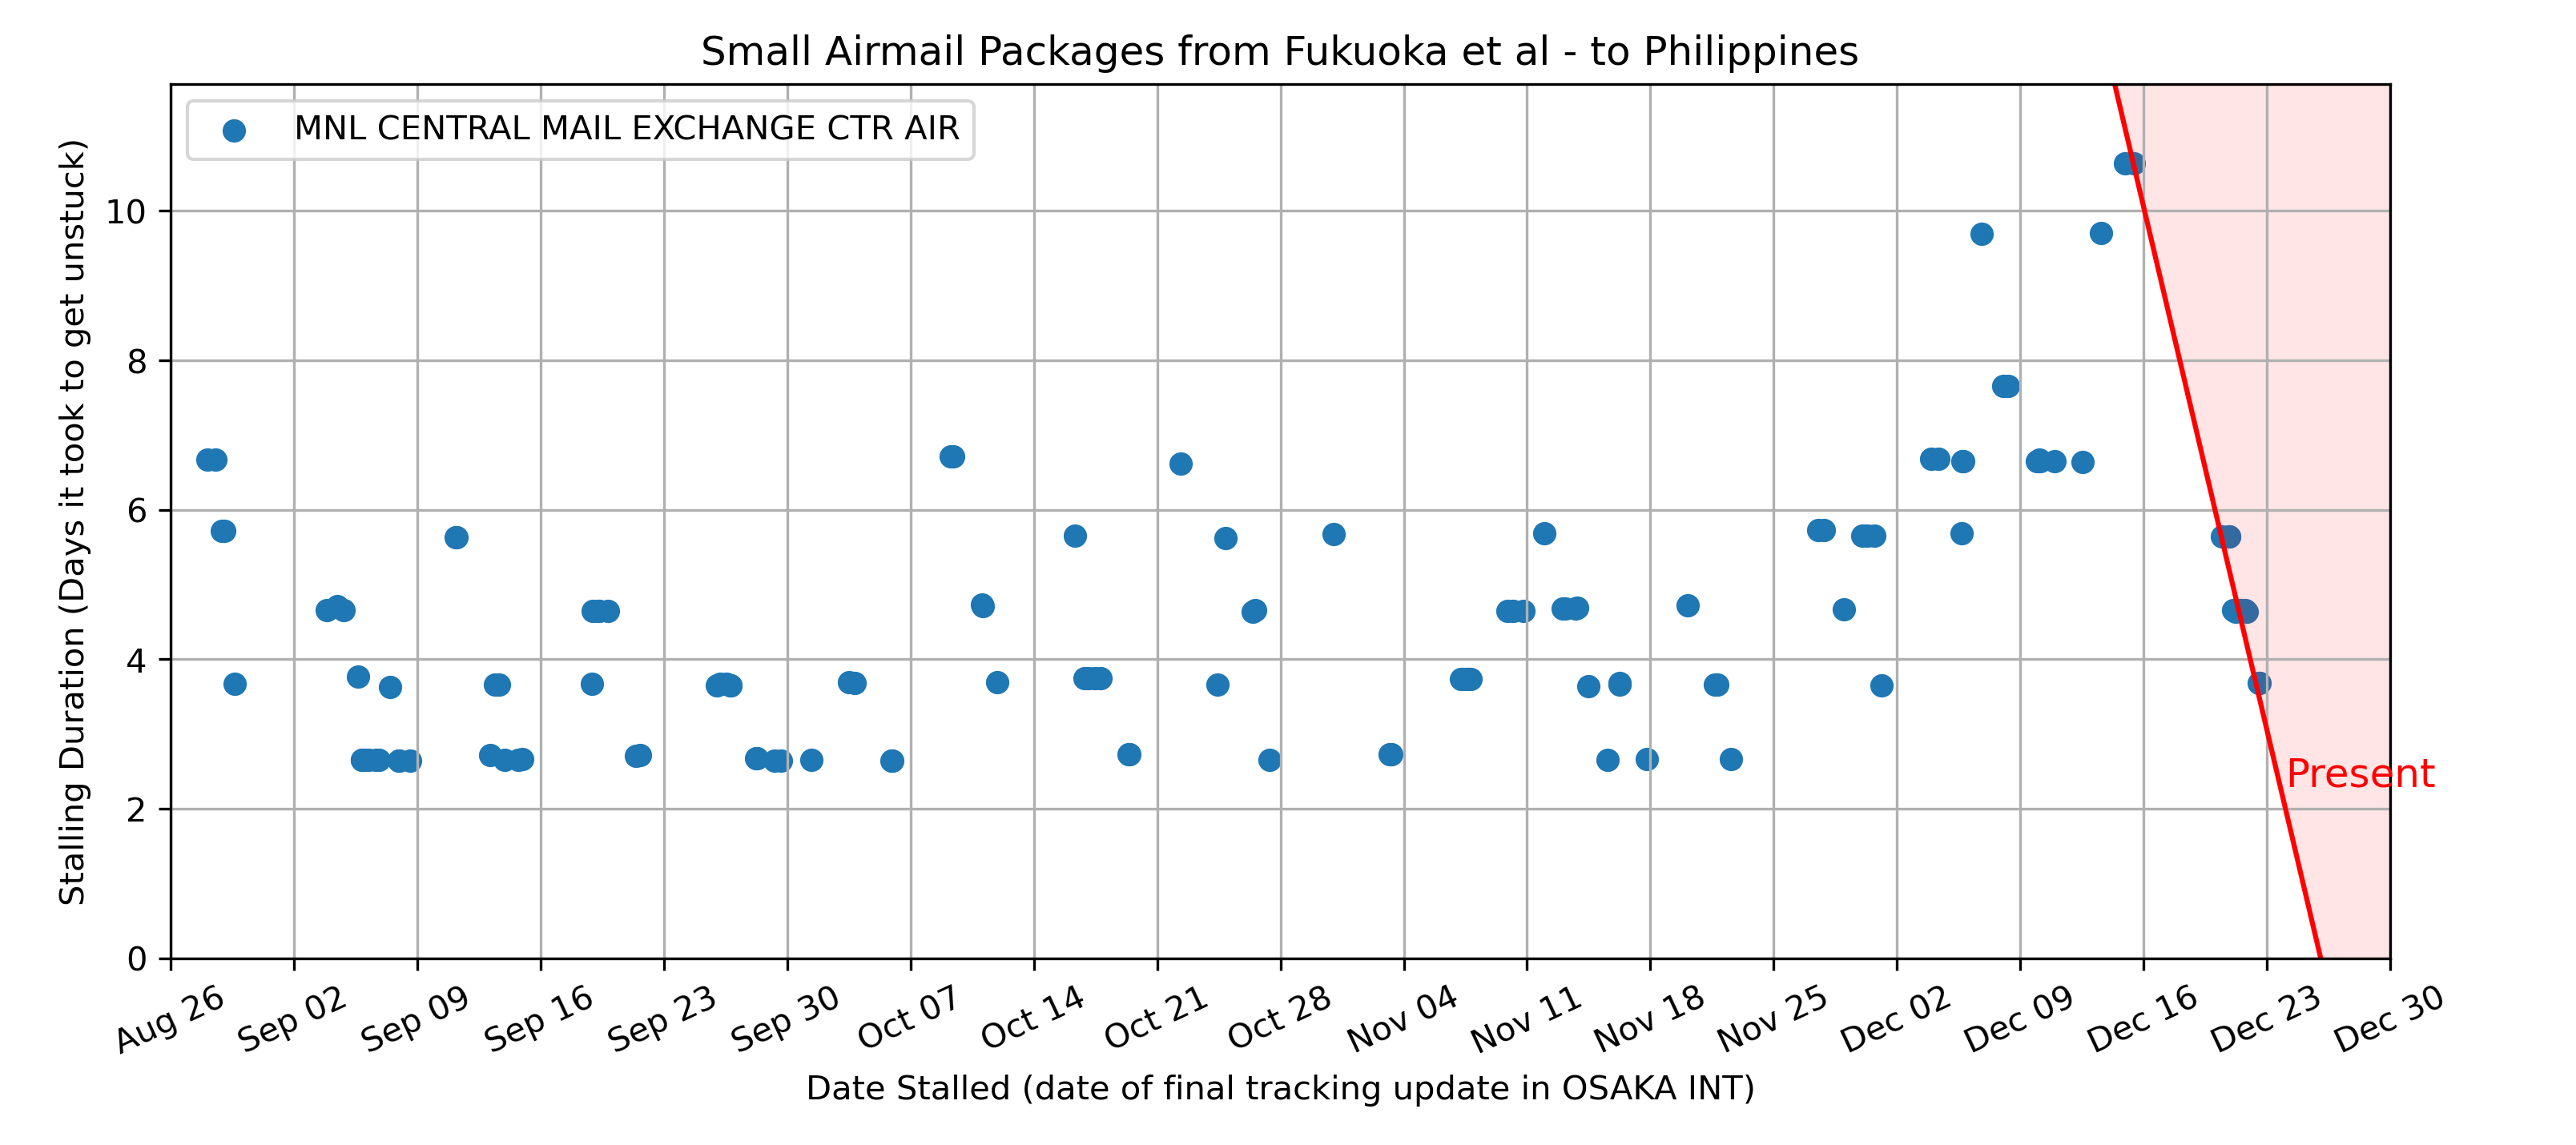 Small Airmail Packages from Fukuoka et al - to Philippines
MNL CENTRAL MAIL EXCHANGE CTR AIR
Stalling Duration (Days it took to get unstuck)
10
8
6
4
2
0
Present
Aug 26
Sep 02
Sep 09
Sep 16
Sep 23
Sep 30
Oct 07
Oct 14
Oct 21
Oct 28
Nov 04
Nov 11
Nov 18
Nov 25
Dec 02
Dec 09
Dec 16
Dec 23
Dec 30
Date Stalled (date of final tracking update in OSAKA INT)